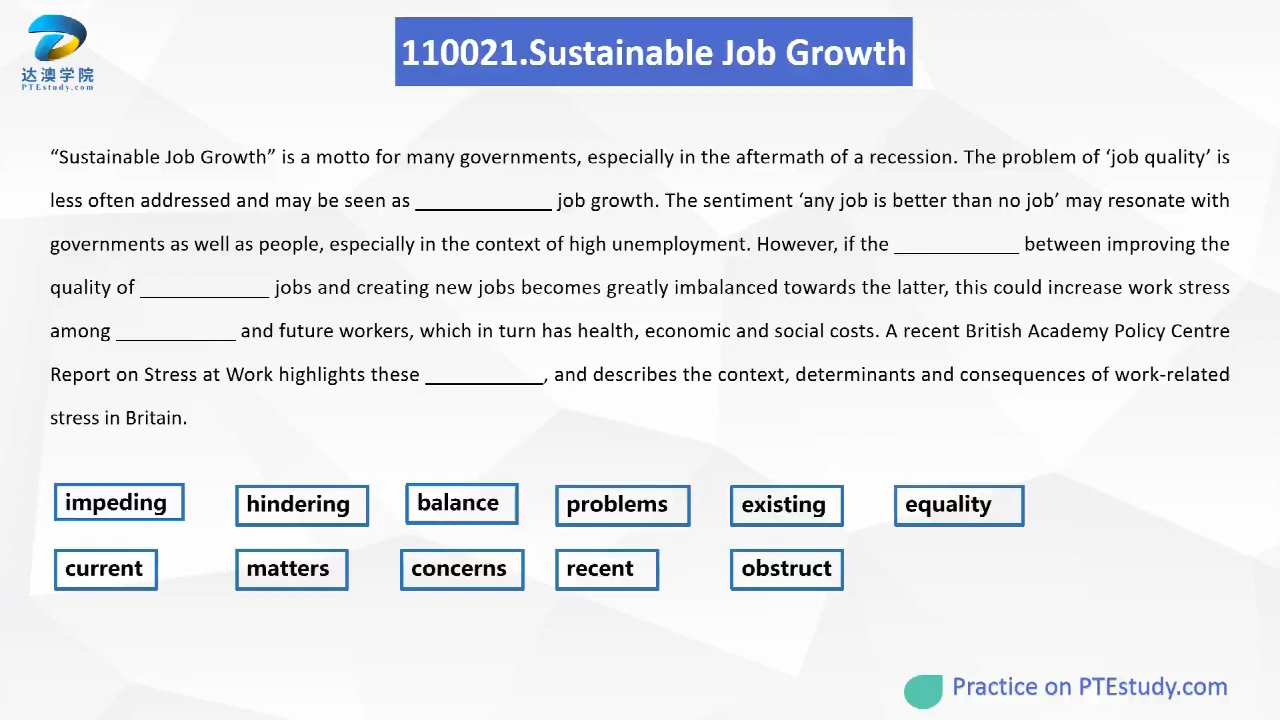 达澳学院
PTEstudy.com
110021.Sustainable Job Growth
“Sustainable Job Growth” is a motto for many governments, especially in the aftermath of a recession. The problem of ‘job quality’ is
less often addressed and may be seen as _____________ job growth. The sentiment ‘any job is better than no job’ may resonate with
governments as well as people, especially in the context of high unemployment. However, if the ____________ between improving the
quality of ____________ jobs and creating new jobs becomes greatly imbalanced towards the latter, this could increase work stress
among ____________ and future workers, which in turn has health, economic and social costs. A recent British Academy Policy Centre
Report on Stress at Work highlights these ____________, and describes the context, determinants and consequences of work-related
stress in Britain.
impeding hindering balance problems existing equality
current matters concerns recent obstruct
Practice on PTEstudy.com